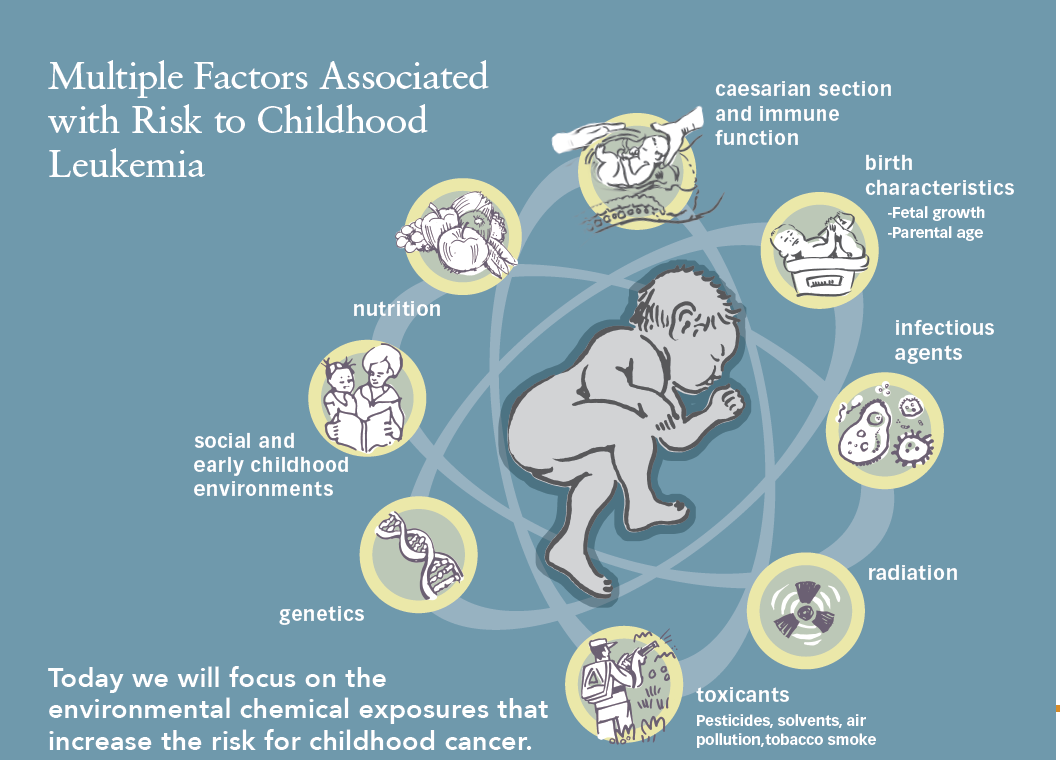 Multiple Factors Associated
with Risk to Childhood
Leukemia
caesarian section
and immune
function
birth
characteristics
-Fetal growth
-Parental age
nutrition
infectious
agents
social and
early childhood
environments
radiation
genetics
toxicants
Pesticides, solvents, air
pollution,tobacco smoke
Today we will focus on the
environmental chemical exposures that
increase the risk for childhood cancer.